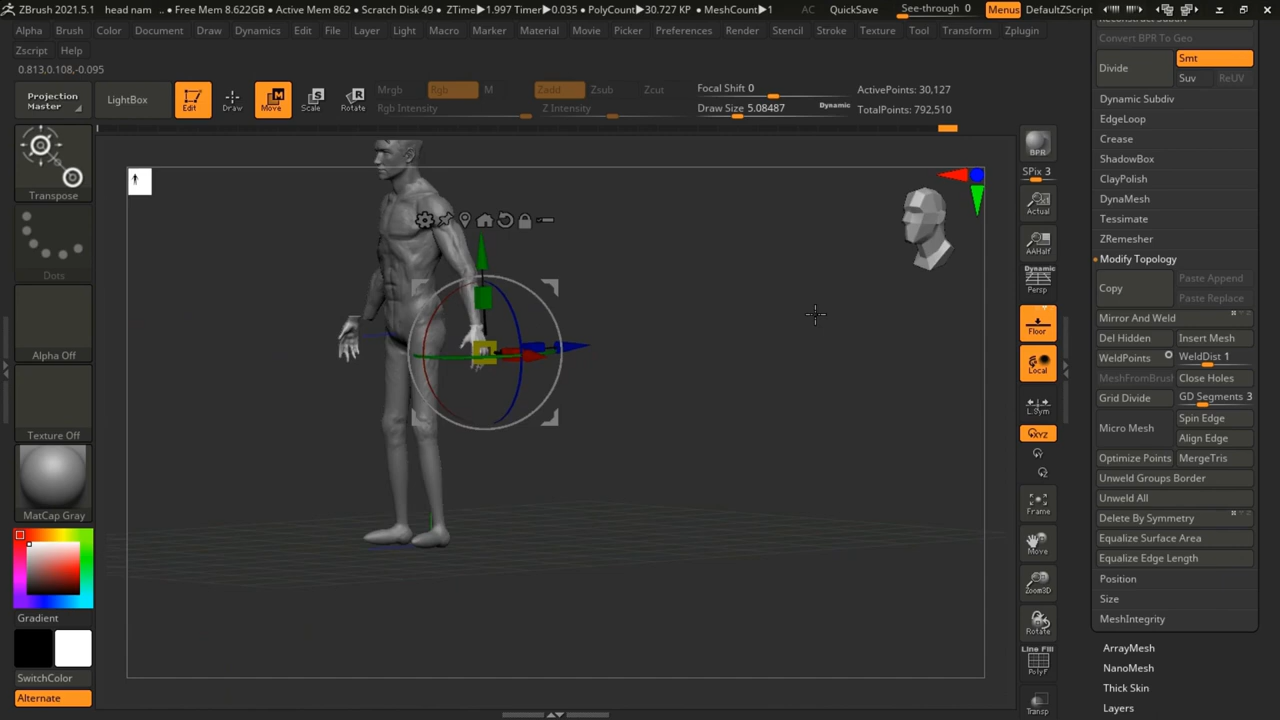 ZBrush 2021.5.1 head nam • Free Mem 8.622GB • Active Mem 862 • Scratch Disk 49 • ZTime▶1.997 Timer▶0.035 • PolyCount▶30.727 KP • MeshCount▶1 AC QuickSave See-through 0 Menus DefaultZScript
Alpha Brush Color Document Draw Dynamics Edit File Layer Light Macro Marker Material Movie Picker Preferences Render Stencil Stroke Texture Tool Transform Zplugin
Zscript Help
0.813,0.108,-0.095
Projection Master
LightBox
Edit
Draw
Move
Scale
Rotate
Mrgb Rgb M
Rgb Intensity
Zadd Zsub Zcut
Z Intensity
Focal Shift 0
Draw Size 5.08487 Dynamic
ActivePoints: 30,127
TotalPoints: 792,510
Transpose
Dots
Alpha Off
Texture Off
MatCap Gray
Gradient
SwitchColor
Alternate
BPR
SPix 3
Actual
AAHalf
Dynamic
Persp
Floor
Local
L.Sym
XYZ
Frame
Move
Zoom3D
Rotate
Line Fill
PolyF
Transp
Convert BPR To Geo
Divide
Smt
Suv ReUV
Dynamic Subdiv
EdgeLoop
Crease
ShadowBox
ClayPolish
DynaMesh
Tessimate
ZRemesher
Modify Topology
Copy
Paste Append
Paste Replace
Mirror And Weld
Del Hidden Insert Mesh
WeldPoints WeldDist 1
MeshFromBrush Close Holes
Grid Divide GD Segments 3
Micro Mesh
Spin Edge
Align Edge
Optimize Points MergeTris
Unweld Groups Border
Unweld All
Delete By Symmetry
Equalize Surface Area
Equalize Edge Length
Position
Size
MeshIntegrity
ArrayMesh
NanoMesh
Thick Skin
Layers